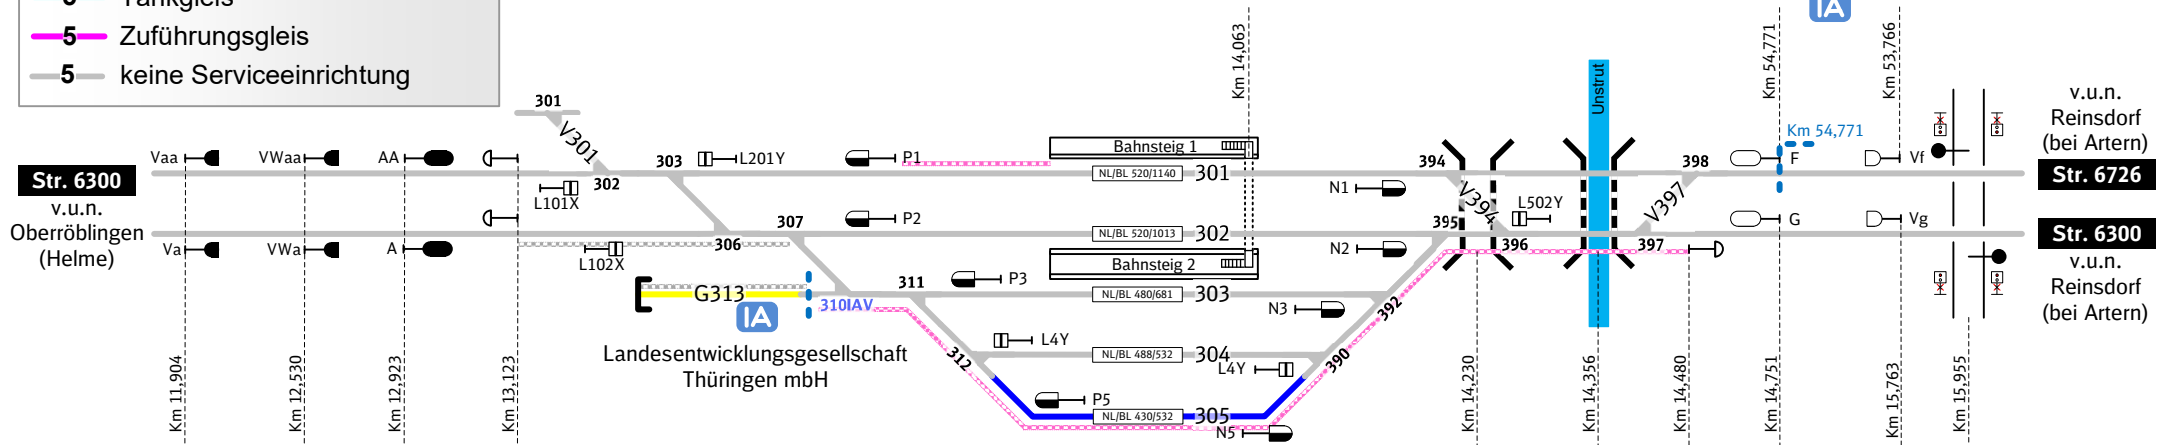 5 Tankgleis
5 Zuführungsgleis
5 keine Serviceeinrichtung
IA
Km 14,063
Km 54,771
Km 53,766
Unstrut
301
V301
Vaa
VWaa
AA
302
303
L201Y
P1
Bahnsteig 1
394
398
Km 54,771
F
Vf
v.u.n.
Reinsdorf
(bei Artern)
Str. 6300
L101X
NL/BL 520/1140
301
N1
V394
L502Y
V397
Str. 6726
v.u.n.
Oberröblingen
(Helme)
307
P2
395
G
Vg
NL/BL 520/1013
302
Str. 6300
Va
VWa
A
L102X
306
Bahnsteig 2
N2
396
397
v.u.n.
Reinsdorf
(bei Artern)
G313
310IAV
IA
311
P3
NL/BL 480/681
303
N3
392
Landesentwicklungsgesellschaft
Thüringen mbH
312
L4Y
NL/BL 488/532
304
L4Y
390
P5
NL/BL 430/532
305
N5
Km 11,904
Km 12,530
Km 12,923
Km 13,123
Km 14,230
Km 14,356
Km 14,480
Km 14,751
Km 15,763
Km 15,955